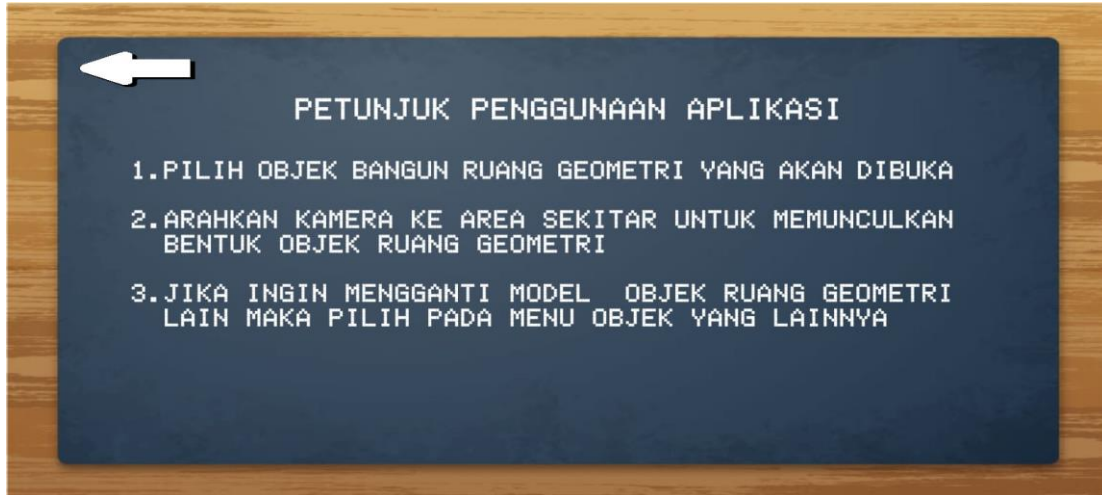 PETUNJUK PENGGUNAAN APLIKASI
1.PILIH OBJEK BANGUN RUANG GEOMETRI YANG AKAN DIBUKA
2.ARAHKAN KAMERA KE AREA SEKITAR UNTUK MEMUNCULKAN
BENTUK OBJEK RUANG GEOMETRI
3.JIKA INGIN MENGGANTI MODEL  OBJEK RUANG GEOMETRI
LAIN MAKA PILIH PADA MENU OBJEK YANG LAINNYA